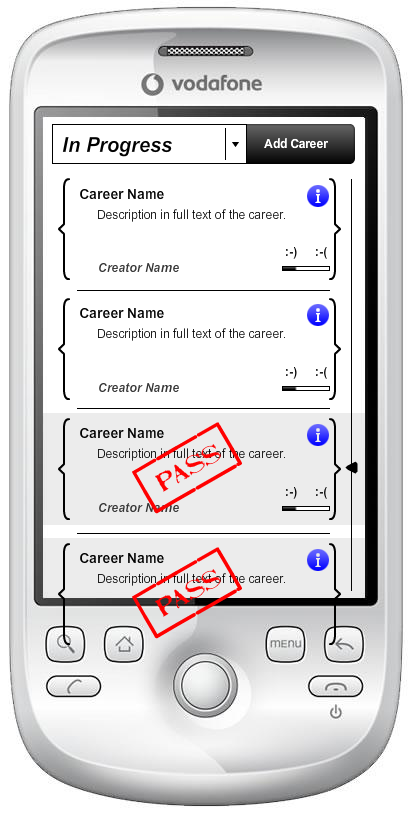 vodafone
In Progress
Add Career
Career Name
Description in full text of the career.
:-) :-(
Creator Name
Career Name
Description in full text of the career.
:-) :-(
Creator Name
Career Name
Description in full text of the career.
PASS
:-) :-(
Creator Name
Career Name
Description in full text of the career.
PASS
MENU